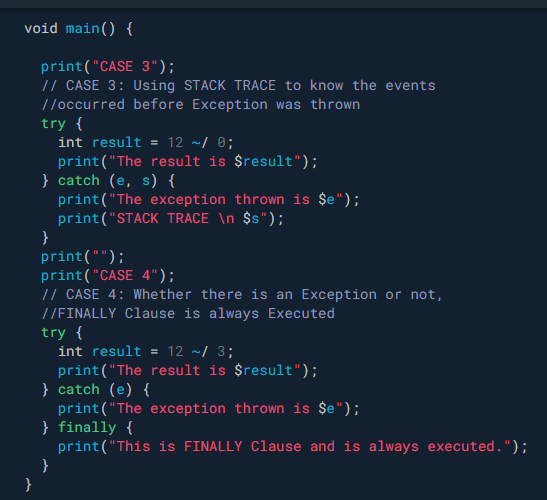 void main() {
print("CASE 3");
// CASE 3: Using STACK TRACE to know the events
//occurred before Exception was thrown
try {
int result = 12 ~/ 0;
print("The result is $result");
} catch (e, s) {
print("The exception thrown is $e");
print("STACK TRACE \n $s");
}
print("");
print("CASE 4");
// CASE 4: Whether there is an Exception or not,
//FINALLY Clause is always Executed
try {
int result = 12 ~/ 3;
print("The result is $result");
} catch (e) {
print("The exception thrown is $e");
} finally {
print("This is FINALLY Clause and is always executed.");
}
}